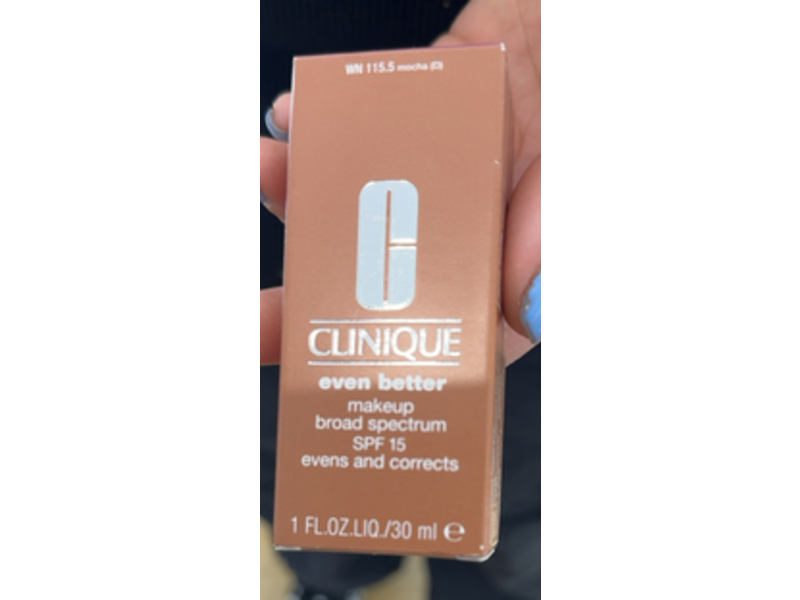 WN 115.5 mocha (D)
CLINIQUE
even better
makeup
broad spectrum
SPF 15
evens and corrects
1 FL.OZ.LIQ./30 ml ℮